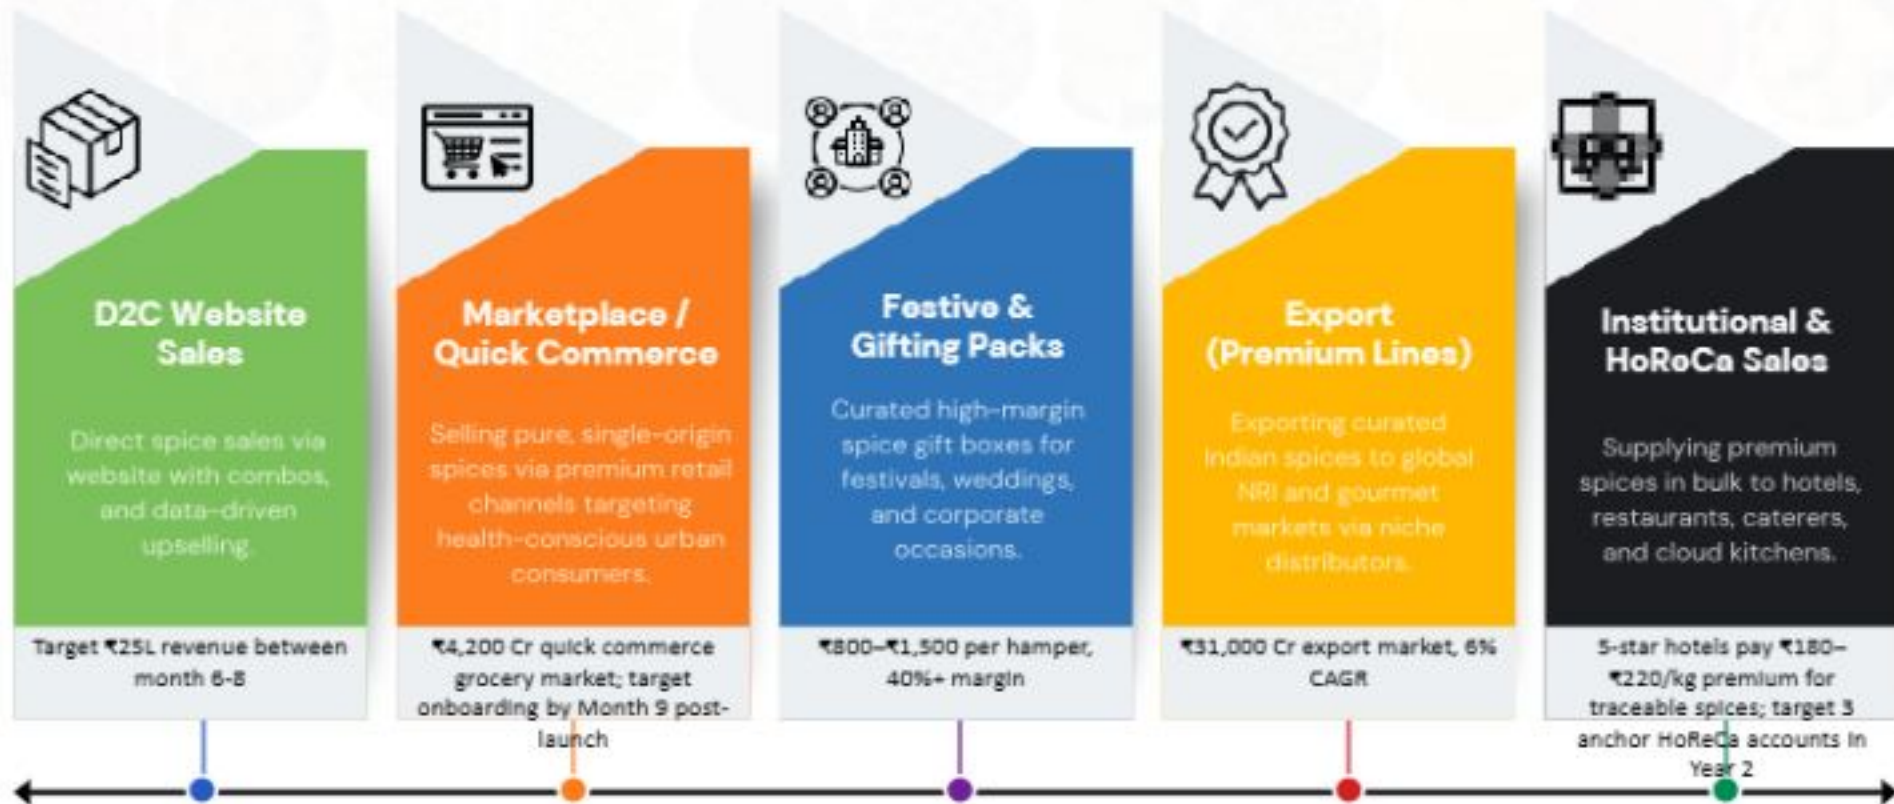 D2C Website
Sales
Direct spice sales via
website with combos,
and data-driven
upselling.
Target ₹25L revenue between
month 6-8
Marketplace /
Quick Commerce
Selling pure, single-origin
spices via premium retail
channels targeting
health-conscious urban
consumers.
₹4,200 Cr quick commerce
grocery market; target
onboarding by Month 9 post-
launch
Festive &
Gifting Packs
Curated high-margin
spice gift boxes for
festivals, weddings,
and corporate
occasions.
₹800–₹1,500 per hamper,
40%+ margin
Export
(Premium Lines)
Exporting curated
Indian spices to global
NRI and gourmet
markets via niche
distributors.
₹31,000 Cr export market, 6%
CAGR
Institutional &
HoReCa Sales
Supplying premium
spices in bulk to hotels,
restaurants, caterers,
and cloud kitchens.
5-star hotels pay ₹180–
₹220/kg premium for
traceable spices; target 3
anchor HoReCa accounts in
Year 2